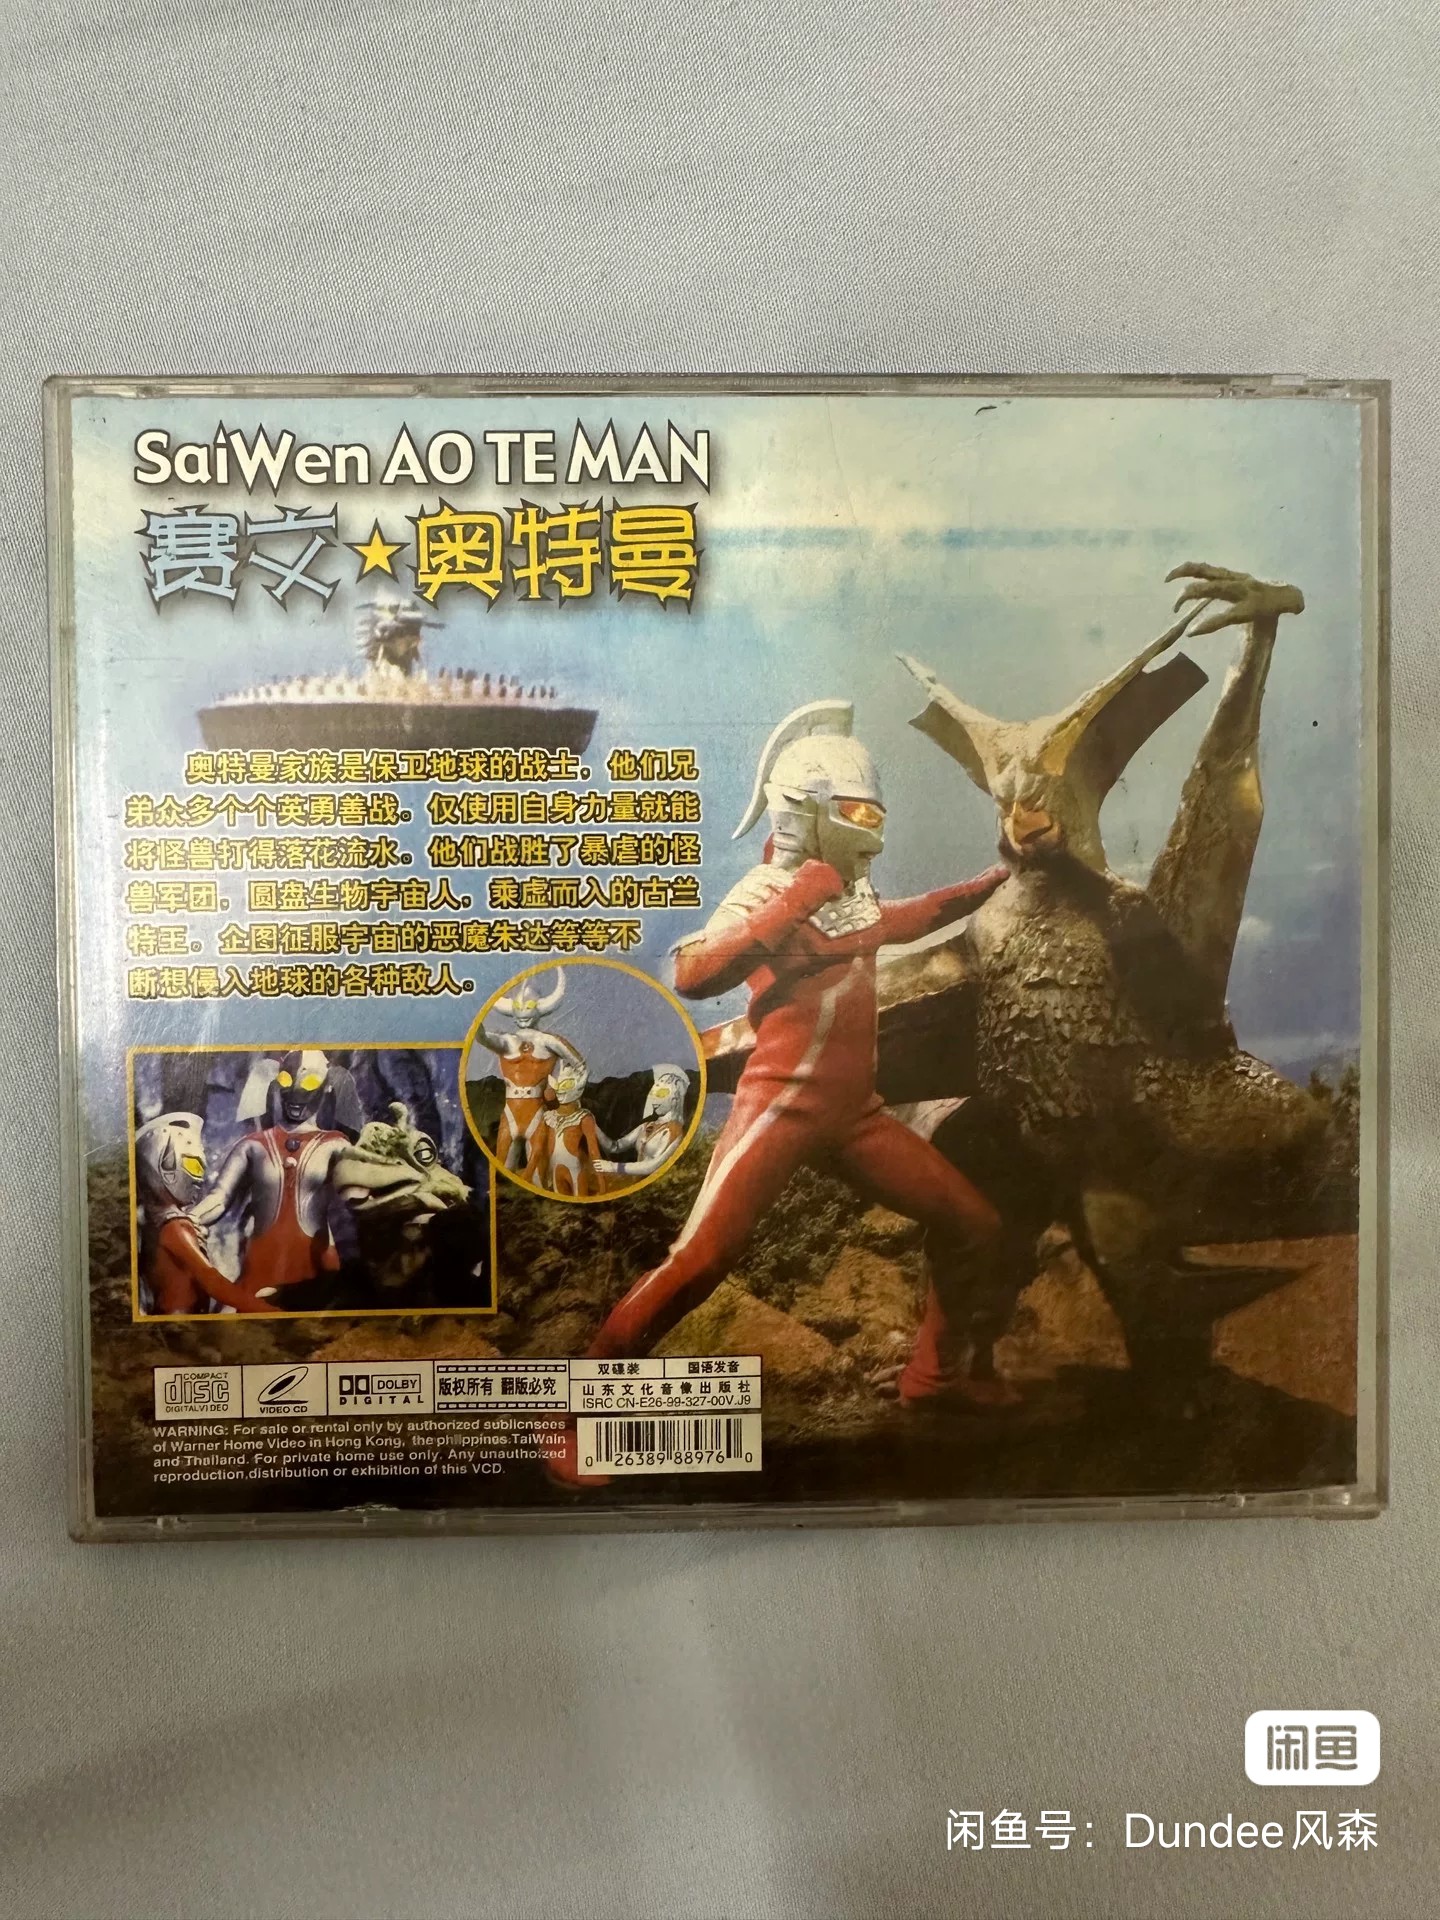 SaiWen AO TE MAN
赛文★奥特曼
奥特曼家族是保卫地球的战士，他们兄
弟众多个个英勇善战。仅使用自身力量就能
将怪兽打得落花流水。他们战胜了暴虐的怪
兽军团，圆盘生物宇宙人，乘虚而入的古兰
特王。企图征服宇宙的恶魔朱达等等不
断想侵入地球的各种敌人。
COMPACT
disc
DIGITAL VIDEO
VIDEO CD
DOLBY
DIGITAL
版权所有 翻版必究
双碟装
国语发音
山东文化音像出版社
ISRC CN-E26-99-327-00V.J9
WARNING: For sale or rental only by authorized sublicnsees
of Warner Home Video in Hong Kong, the philippines.TaiWain
and Thailand. For private home use only. Any unauthoized
reproduction,distribution or exhibition of this VCD.
0 26389 88976 0
闲鱼
闲鱼号：Dundee风森